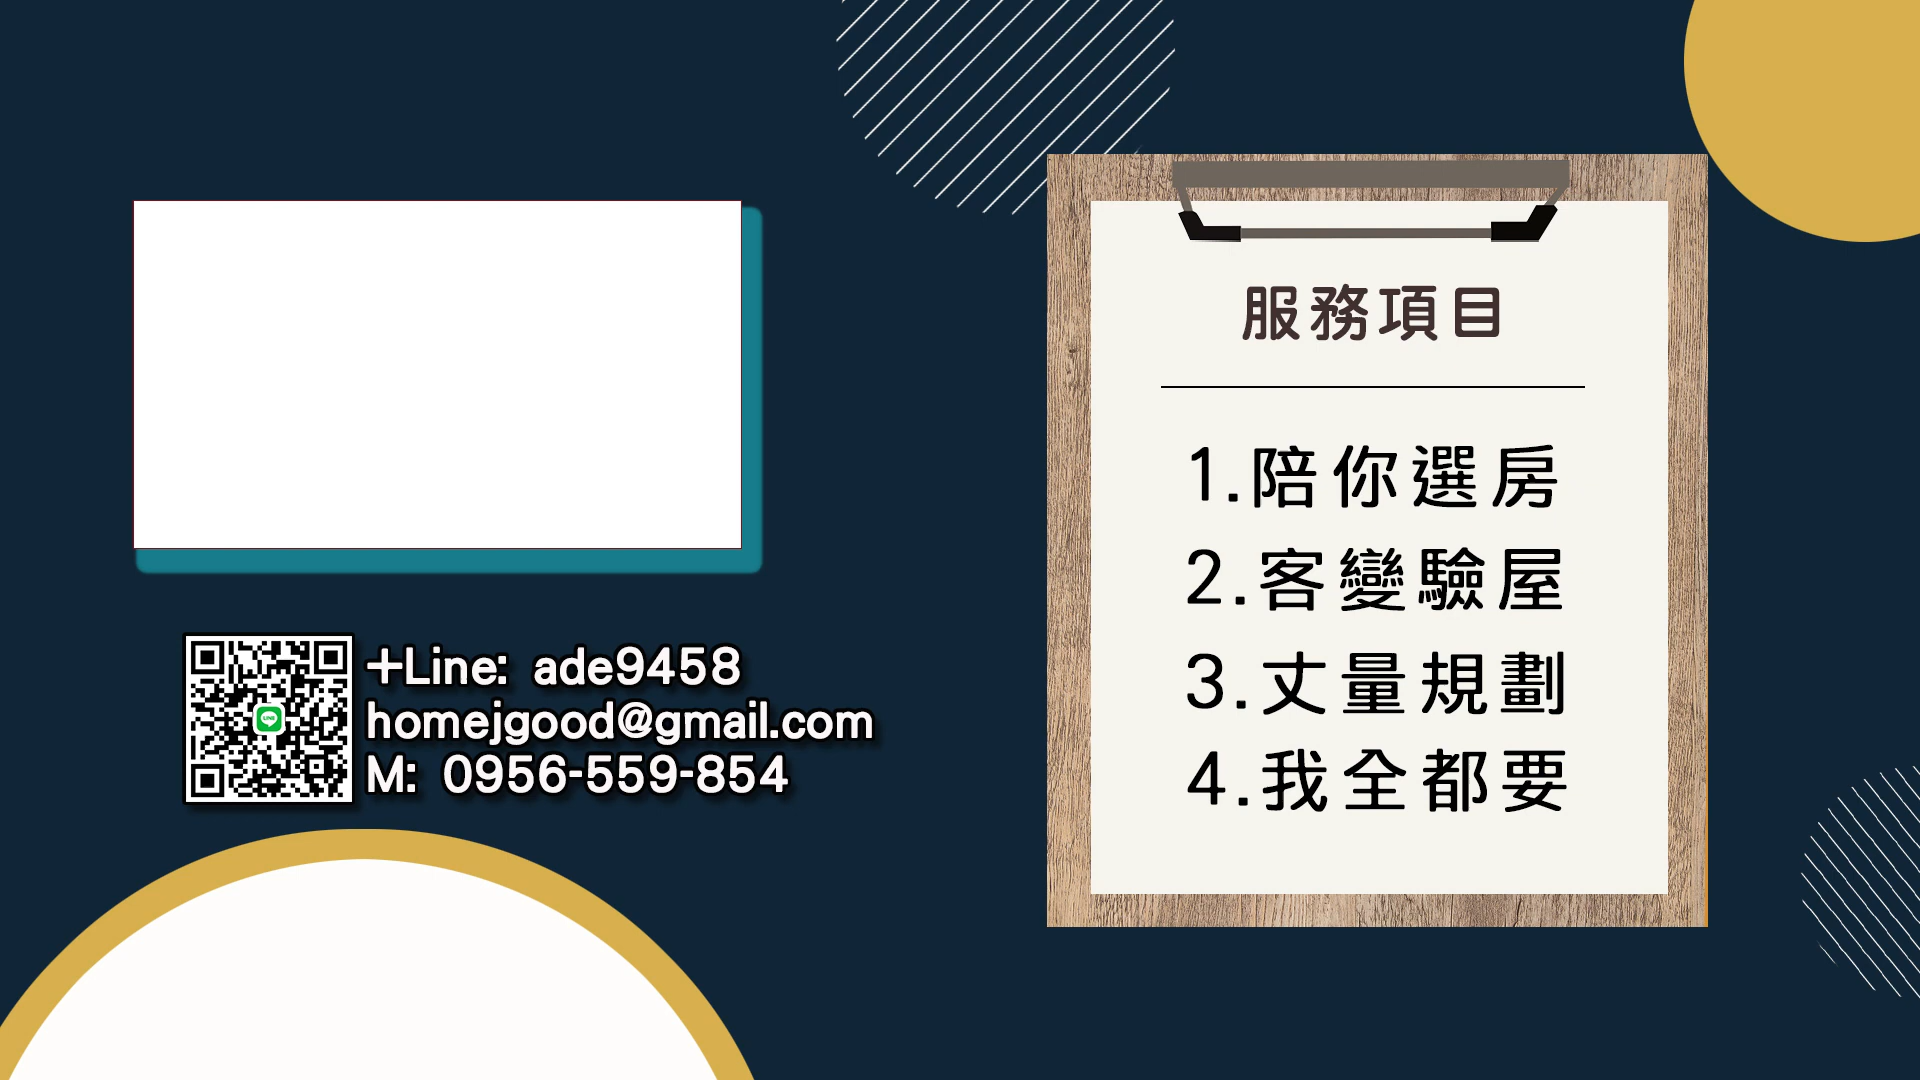 +Line: ade9458
homejgood@gmail.com
M: 0956-559-854
服務項目
1.陪你選房
2.客變驗屋
3.丈量規劃
4.我全都要